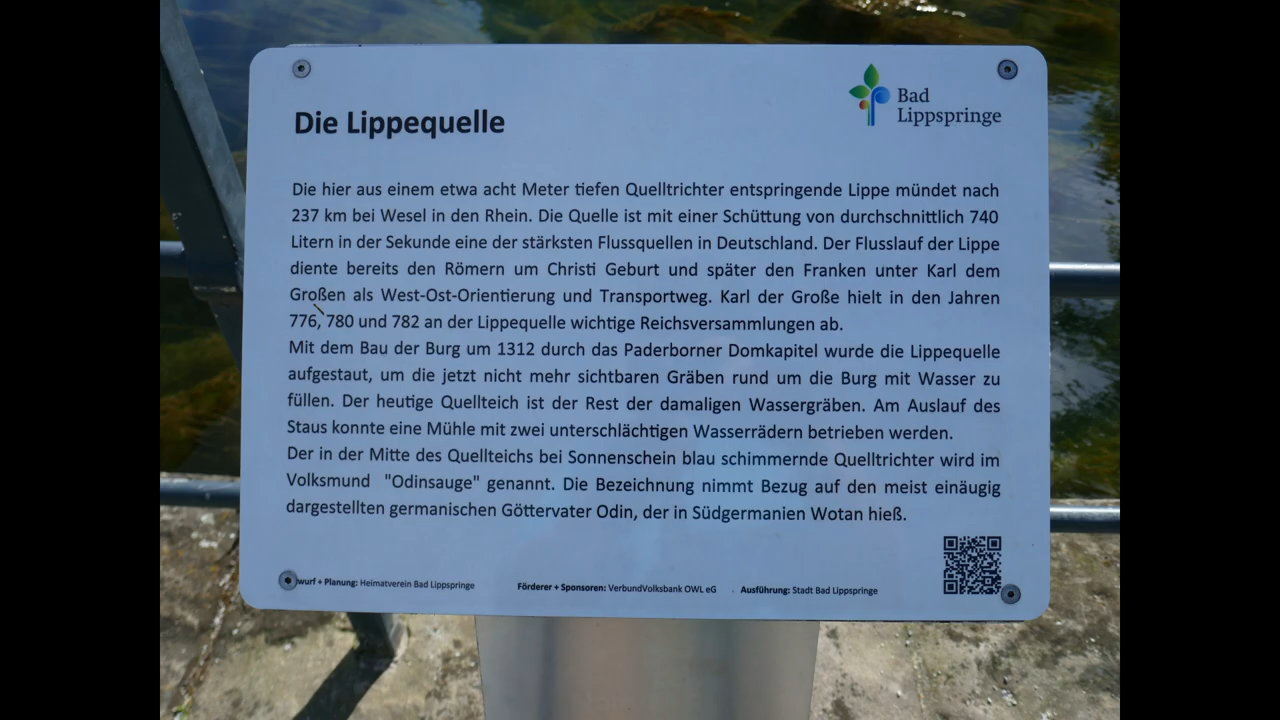 Bad
Lippspringe
Die Lippequelle
Die hier aus einem etwa acht Meter tiefen Quelltrichter entspringende Lippe mündet nach
237 km bei Wesel in den Rhein. Die Quelle ist mit einer Schüttung von durchschnittlich 740
Litern in der Sekunde eine der stärksten Flussquellen in Deutschland. Der Flusslauf der Lippe
diente bereits den Römern um Christi Geburt und später den Franken unter Karl dem
Großen als West-Ost-Orientierung und Transportweg. Karl der Große hielt in den Jahren
776, 780 und 782 an der Lippequelle wichtige Reichsversammlungen ab.
Mit dem Bau der Burg um 1312 durch das Paderborner Domkapitel wurde die Lippequelle
aufgestaut, um die jetzt nicht mehr sichtbaren Gräben rund um die Burg mit Wasser zu
füllen. Der heutige Quellteich ist der Rest der damaligen Wassergräben. Am Auslauf des
Staus konnte eine Mühle mit zwei unterschlächtigen Wasserrädern betrieben werden.
Der in der Mitte des Quellteichs bei Sonnenschein blau schimmernde Quelltrichter wird im
Volksmund "Odinsauge" genannt. Die Bezeichnung nimmt Bezug auf den meist einäugig
dargestellten germanischen Göttervater Odin, der in Südgermanien Wotan hieß.
wurf + Planung: Heimatverein Bad Lippspringe Förderer + Sponsoren: VerbundVolksbank OWL eG Ausführung: Stadt Bad Lippspringe